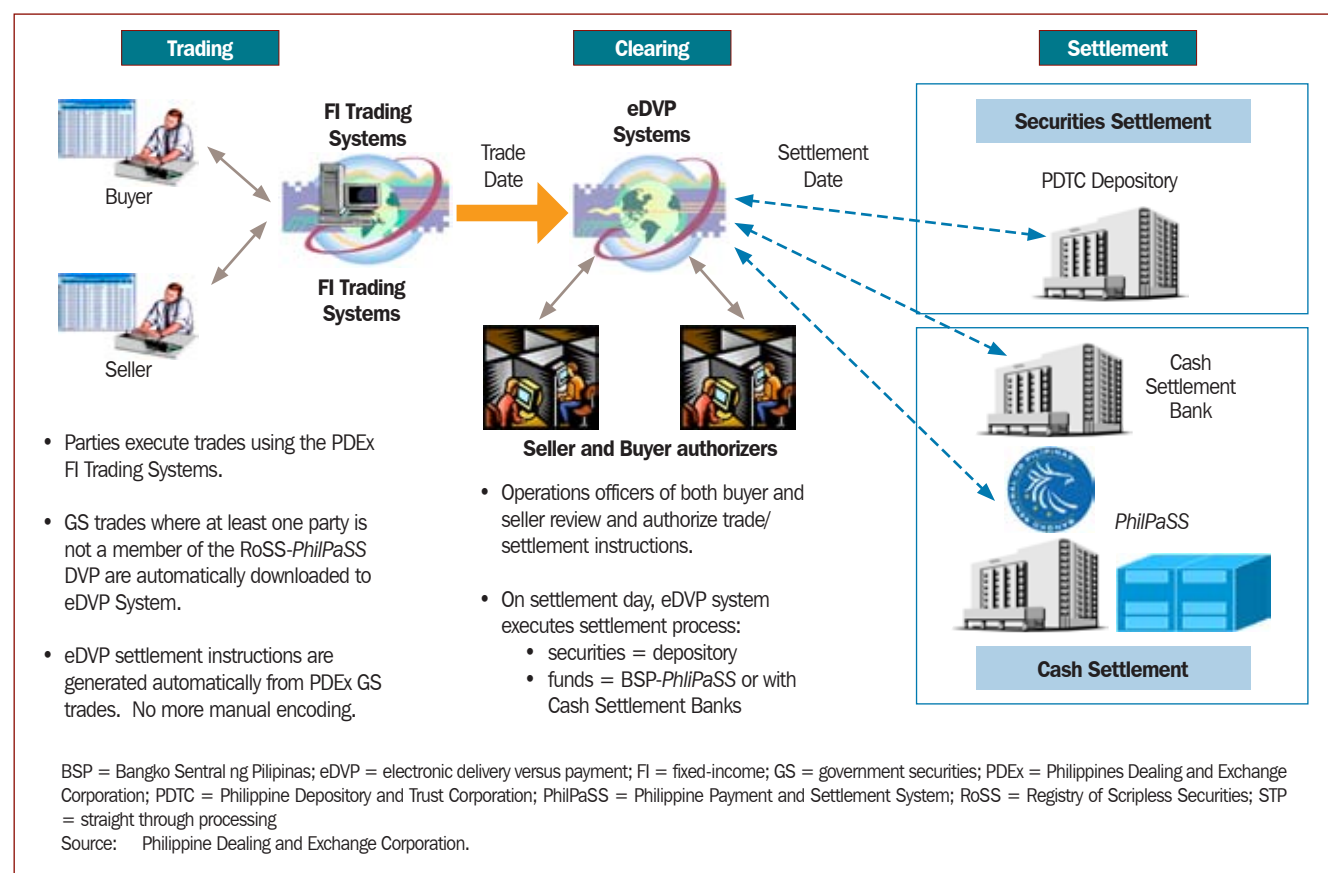 Trading
Clearing
Settlement
Buyer
Seller
FI Trading
Systems
FI Trading
Systems
Trade
Date
eDVP
Systems
Settlement
Date
Securities Settlement
PDTC Depository
Cash
Settlement
Bank
BANGKO SENTRAL NG PILIPINAS
PhilPaSS
Cash Settlement
• Parties execute trades using the PDEx
FI Trading Systems.
• GS trades where at least one party is
not a member of the RoSS-PhilPaSS
DVP are automatically downloaded to
eDVP System.
• eDVP settlement instructions are
generated automatically from PDEx GS
trades. No more manual encoding.
Seller and Buyer authorizers
• Operations officers of both buyer and
seller review and authorize trade/
settlement instructions.
• On settlement day, eDVP system
executes settlement process:
• securities = depository
• funds = BSP-PhliPaSS or with
Cash Settlement Banks
BSP = Bangko Sentral ng Pilipinas; eDVP = electronic delivery versus payment; FI = fixed-income; GS = government securities; PDEx = Philippines Dealing and Exchange
Corporation; PDTC = Philippine Depository and Trust Corporation; PhilPaSS = Philippine Payment and Settlement System; RoSS = Registry of Scripless Securities; STP
= straight through processing
Source: Philippine Dealing and Exchange Corporation.